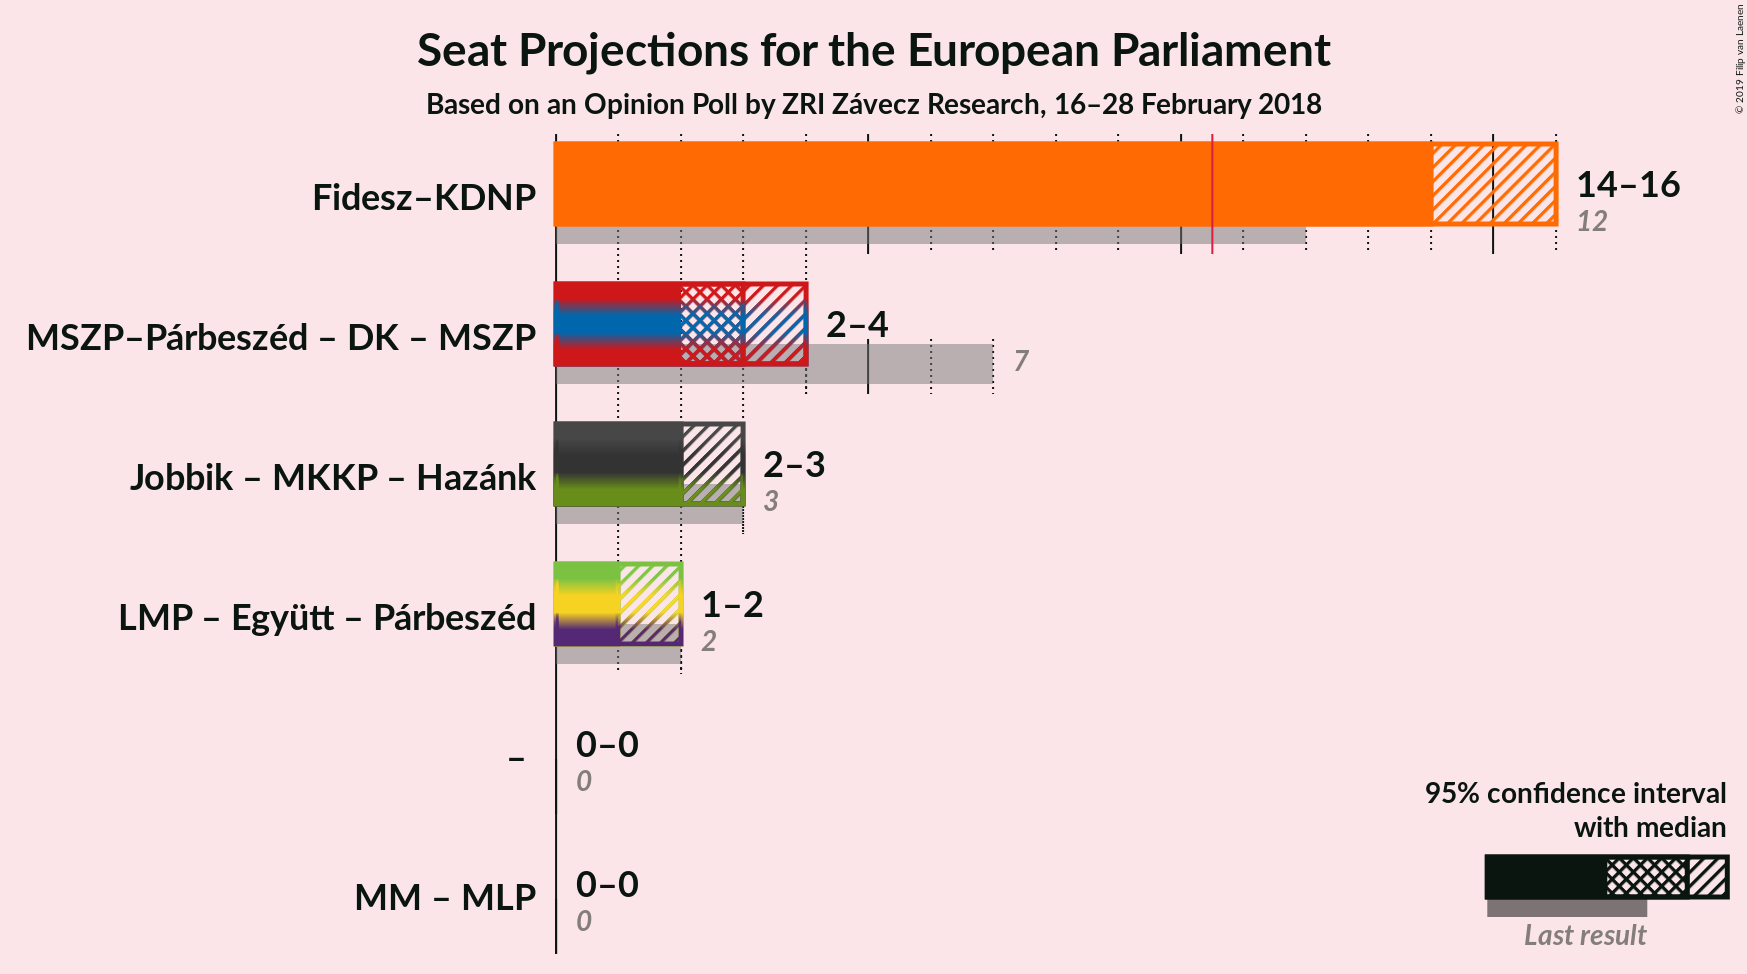 Seat Projections for the European Parliament
Based on an Opinion Poll by ZRI Závecz Research, 16–28 February 2018
© 2019 Filip van Laenen
Fidesz–KDNP
14–16
12
MSZP–Párbeszéd – DK – MSZP
2–4
7
Jobbik – MKKP – Hazánk
2–3
3
LMP – Együtt – Párbeszéd
1–2
2
–
0–0
0
MM – MLP
0–0
0
95% confidence interval
with median
Last result